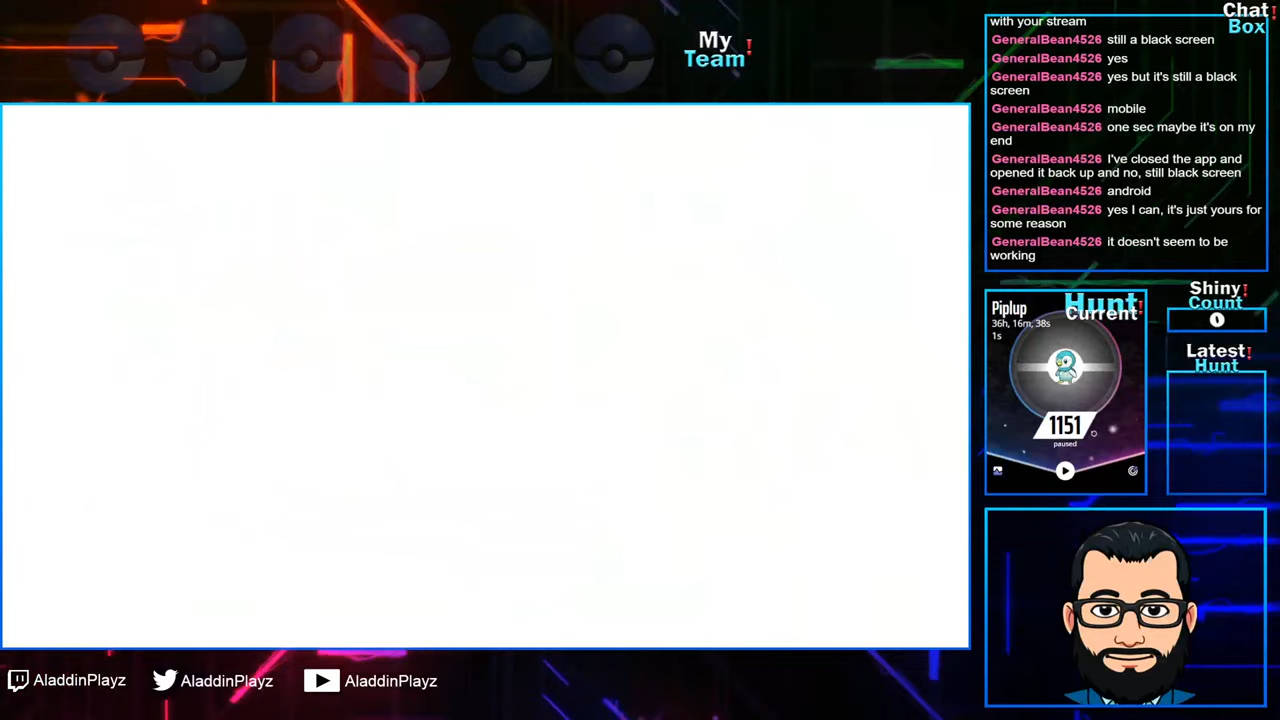 My
Team!
Chat!
Box
with your stream
GeneralBean4526 still a black screen
GeneralBean4526 yes
GeneralBean4526 yes but it's still a black
screen
GeneralBean4526 mobile
GeneralBean4526 one sec maybe it's on my
end
GeneralBean4526 I've closed the app and
opened it back up and no, still black screen
GeneralBean4526 android
GeneralBean4526 yes I can, it's just yours for
some reason
GeneralBean4526 it doesn't seem to be
working
Piplup
36h, 16m, 38s
1s
Hunt!
Current
1151
paused
Shiny!
Count
Latest!
Hunt
AladdinPlayz
AladdinPlayz
AladdinPlayz